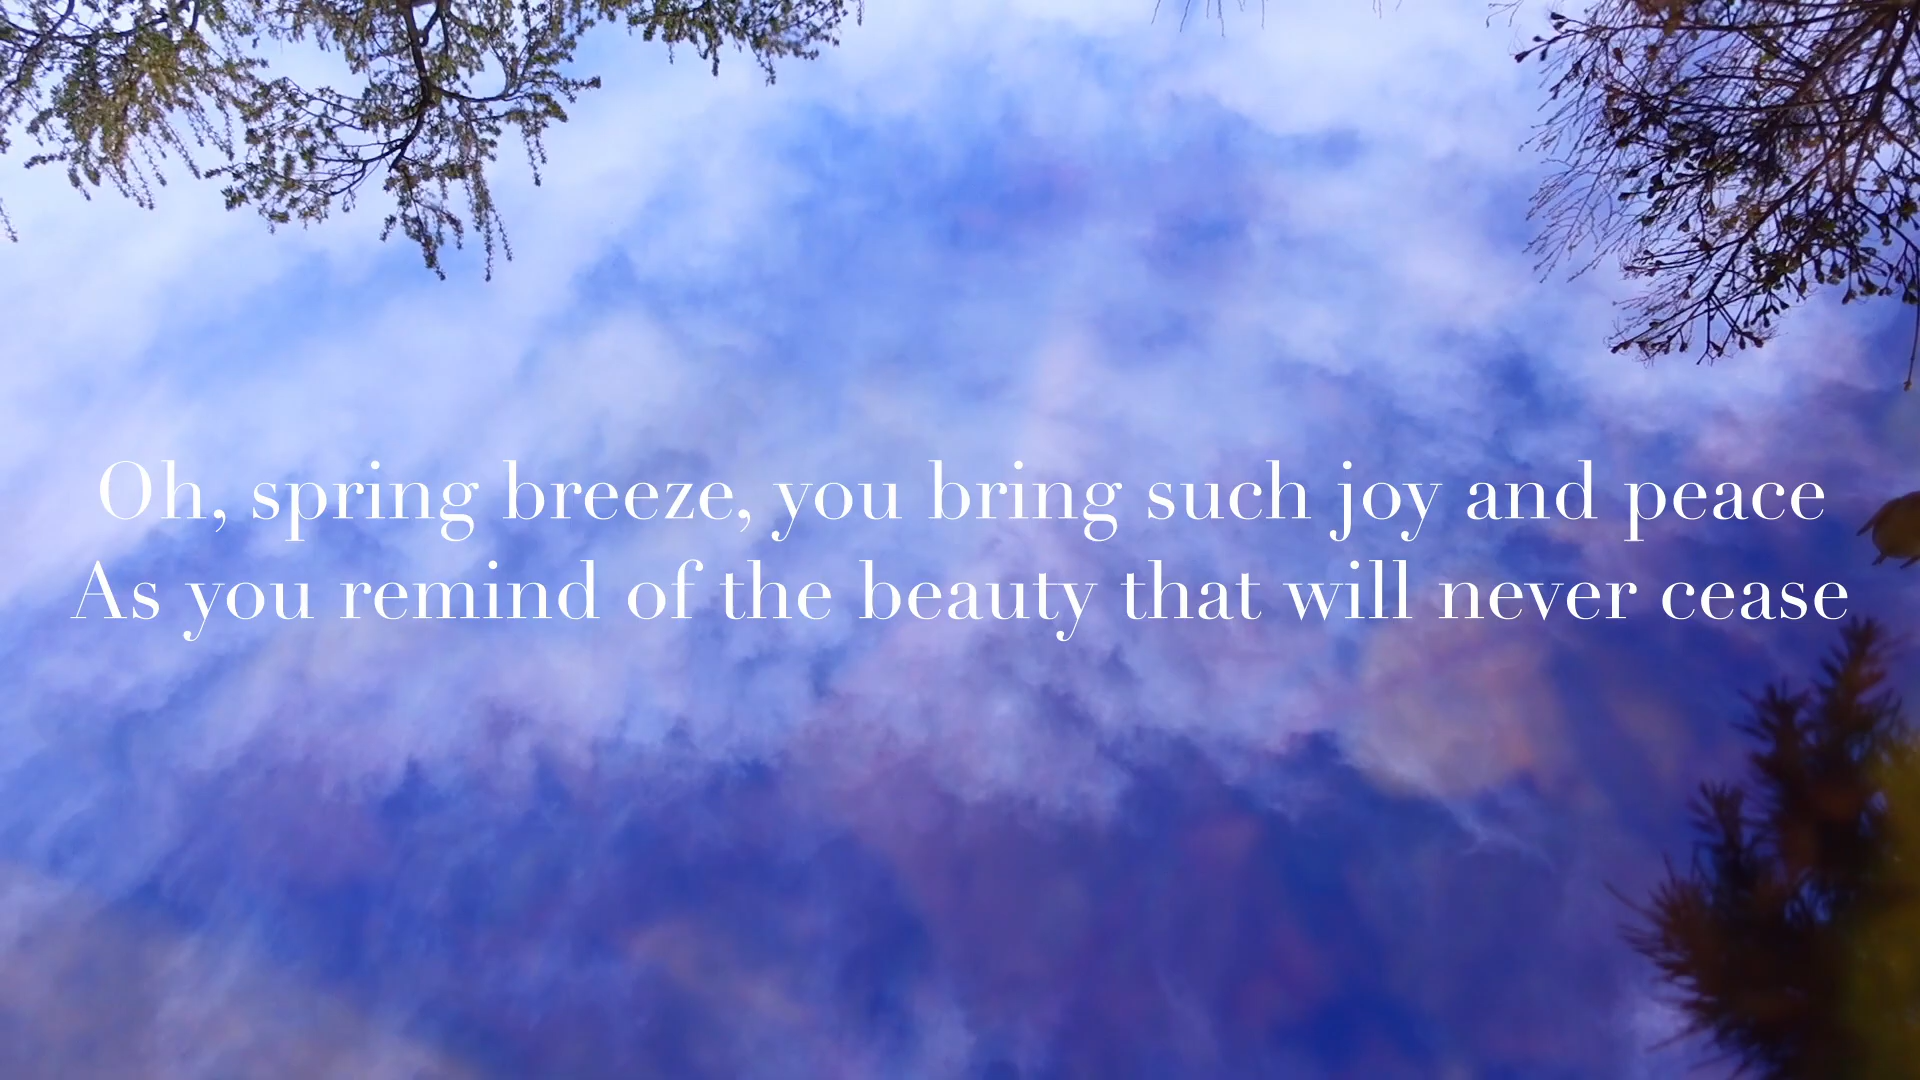 Oh, spring breeze, you bring such joy and peace
As you remind of the beauty that will never cease